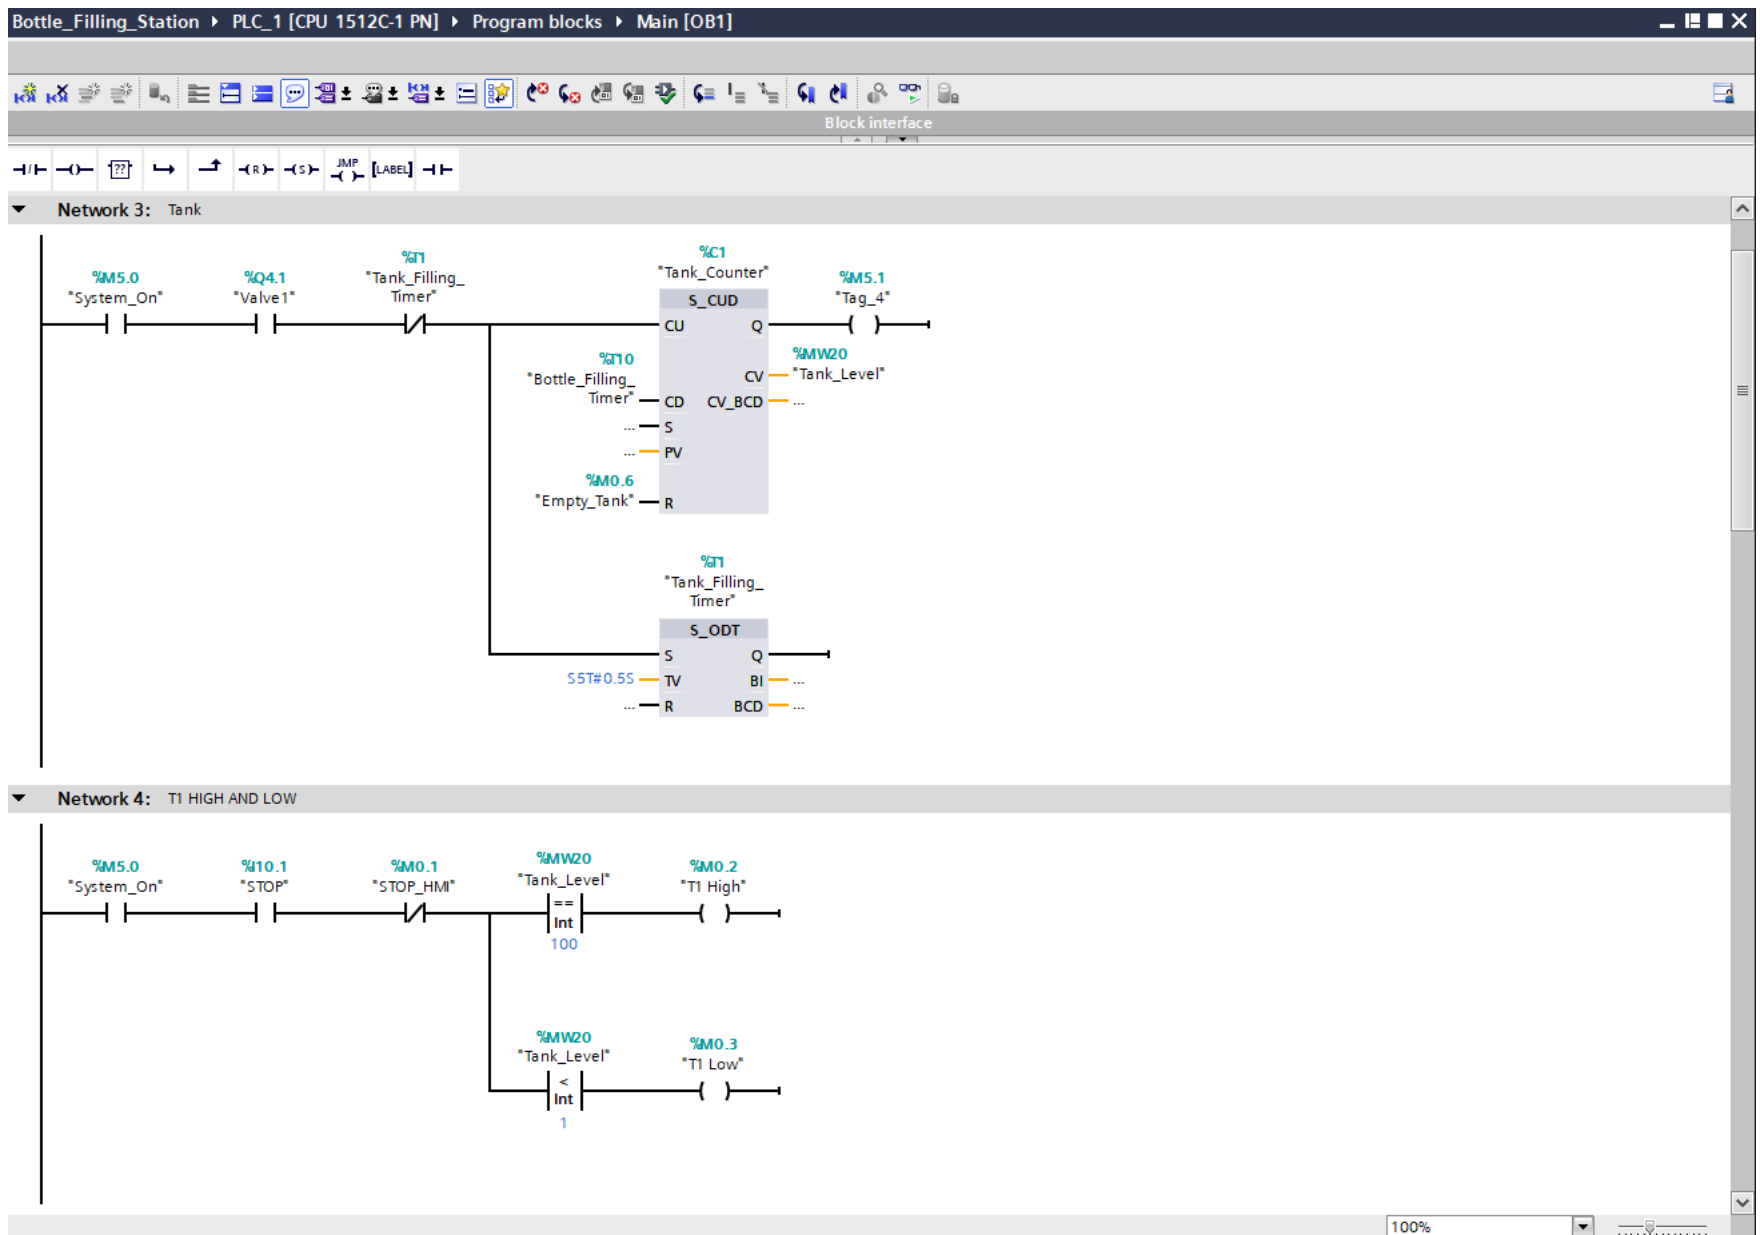 Bottle_Filling_Station ▸ PLC_1 [CPU 1512C-1 PN] ▸ Program blocks ▸ Main [OB1]
Block interface
?? R S JMP [LABEL]
Network 3: Tank
%M5.0
"System_On"
%Q4.1
"Valve1"
%T1
"Tank_Filling_
Timer"
%C1
"Tank_Counter"
S_CUD
CU Q
%M5.1
"Tag_4"
%MW20
CV "Tank_Level"
%T10
"Bottle_Filling_
Timer" CD CV_BCD ...
... S
... PV
%M0.6
"Empty_Tank" R
%T1
"Tank_Filling_
Timer"
S_ODT
S Q
S5T#0.5S TV BI ...
... R BCD ...
Network 4: T1 HIGH AND LOW
%M5.0
"System_On"
%I10.1
"STOP"
%M0.1
"STOP_HMI"
%MW20
"Tank_Level"
==
Int
100
%M0.2
"T1 High"
%MW20
"Tank_Level"
<
Int
1
%M0.3
"T1 Low"
100%